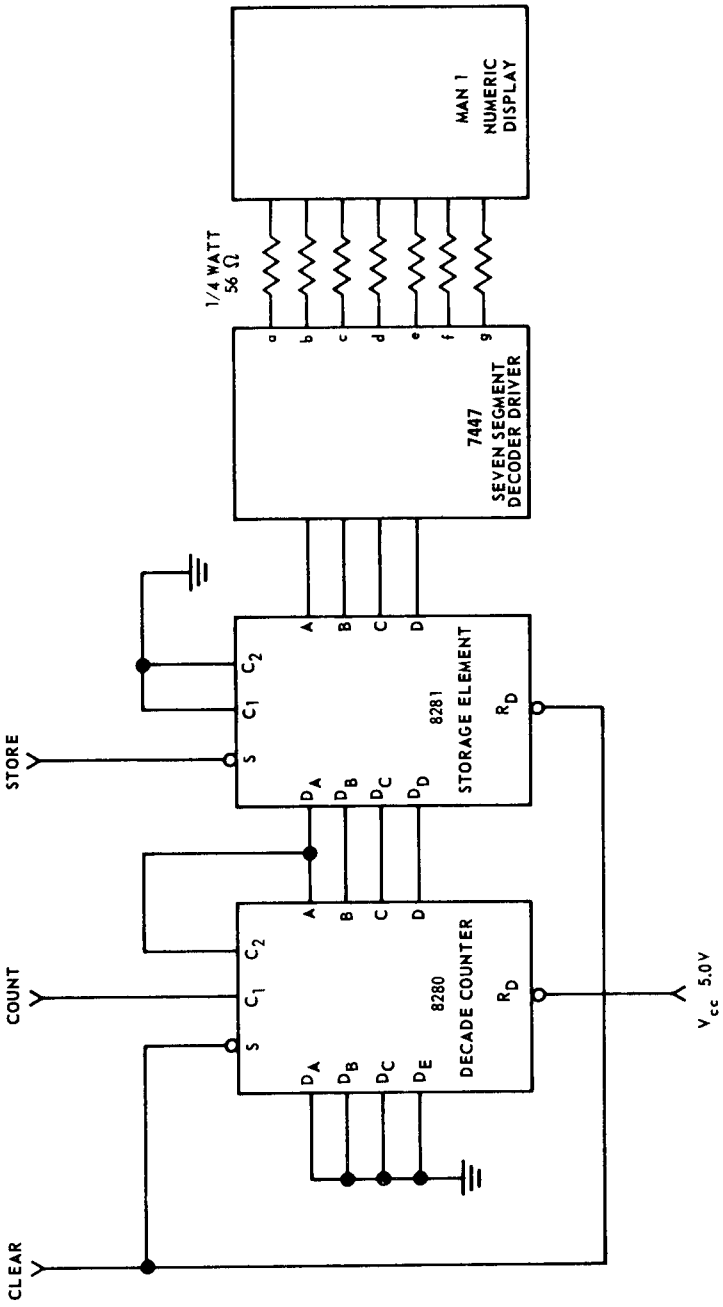 CLEAR
COUNT
STORE
S
C1
C2
DA
DB
DC
DE
A
B
C
D
8280
DECADE COUNTER
RD
Vcc 5.0V
S
C1
C2
DA
DB
DC
DD
A
B
C
D
8281
STORAGE ELEMENT
RD
7447
SEVEN SEGMENT
DECODER DRIVER
a
b
c
d
e
f
g
1/4 WATT
56 Ω
MAN 1
NUMERIC
DISPLAY